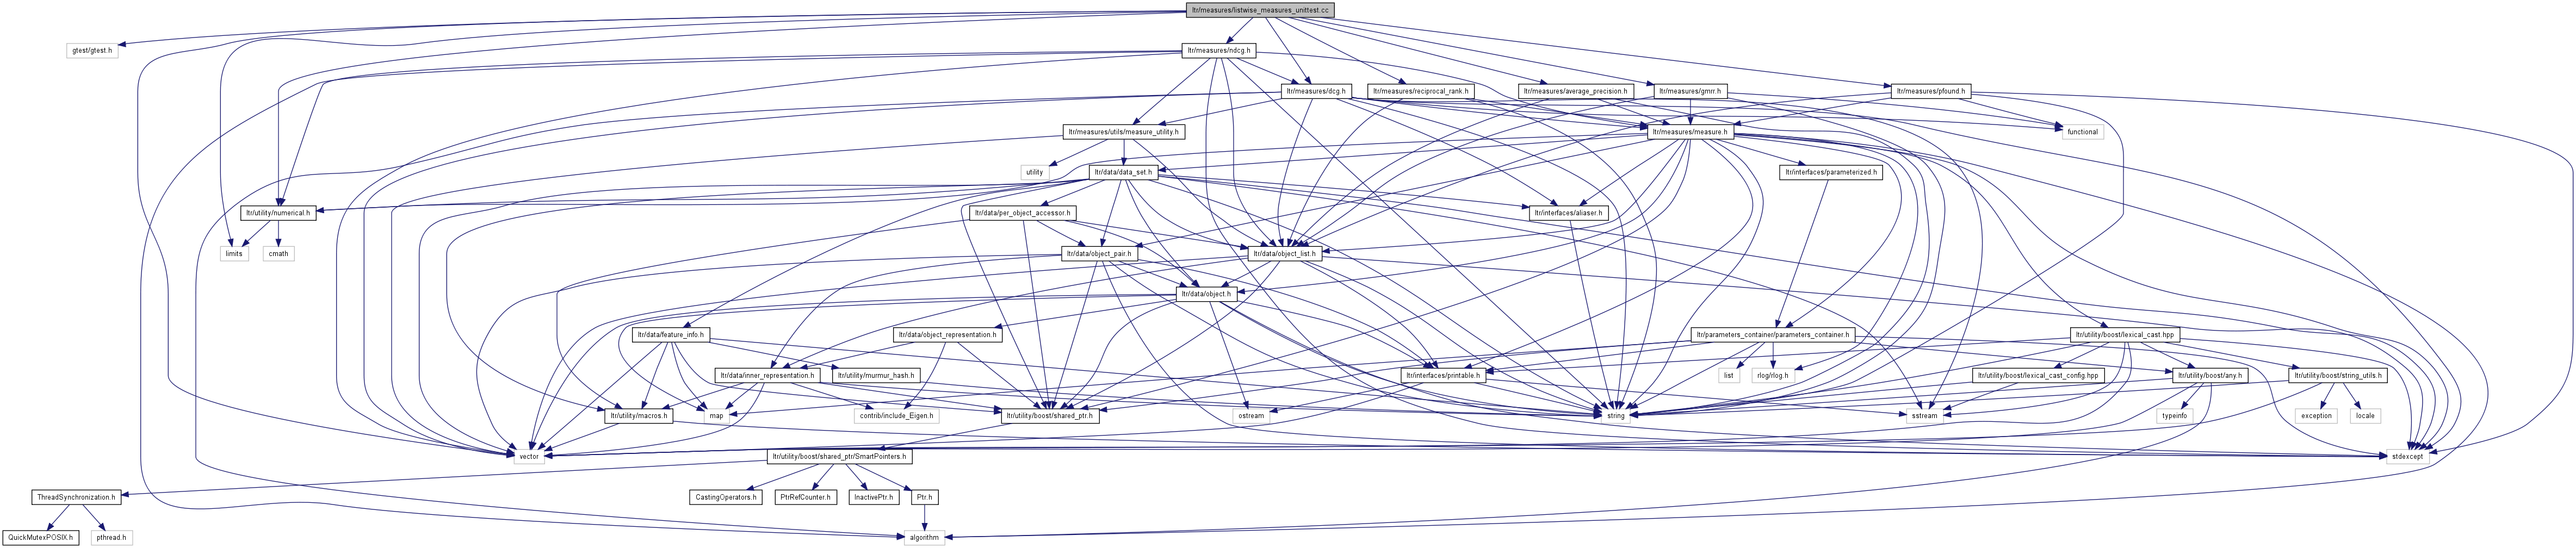 ltr/measures/listwise_measures_unittest.cc
gtest/gtest.h
ltr/measures/ndcg.h
ltr/measures/dcg.h
ltr/measures/reciprocal_rank.h
ltr/measures/average_precision.h
ltr/measures/gmrr.h
ltr/measures/pfound.h
ltr/measures/utils/measure_utility.h
ltr/measures/measure.h
functional
utility
ltr/data/data_set.h
ltr/interfaces/parameterized.h
ltr/utility/numerical.h
ltr/data/per_object_accessor.h
ltr/interfaces/aliaser.h
limits
cmath
ltr/data/object_pair.h
ltr/data/object_list.h
ltr/data/object.h
ltr/data/feature_info.h
ltr/data/object_representation.h
ltr/parameters_container/parameters_container.h
ltr/utility/boost/lexical_cast.hpp
ltr/data/inner_representation.h
ltr/utility/murmur_hash.h
ltr/interfaces/printable.h
list
rlog/rlog.h
ltr/utility/boost/lexical_cast_config.hpp
ltr/utility/boost/any.h
ltr/utility/boost/string_utils.h
ltr/utility/macros.h
map
contrib/include_Eigen.h
ltr/utility/boost/shared_ptr.h
ostream
string
sstream
typeinfo
exception
locale
vector
ltr/utility/boost/shared_ptr/SmartPointers.h
stdexcept
ThreadSynchronization.h
CastingOperators.h
PtrRefCounter.h
InactivePtr.h
Ptr.h
QuickMutexPOSIX.h
pthread.h
algorithm